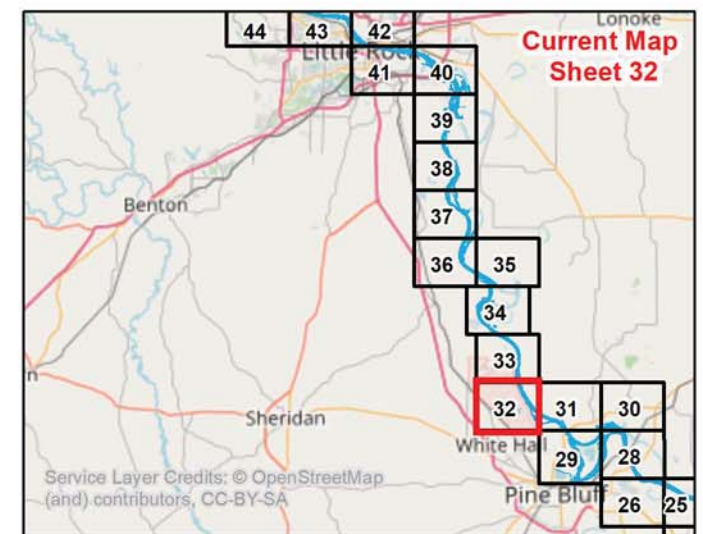 Lonoke
44 43 42
Current Map
Sheet 32
Little Rock
41 40
39
38
Benton
37
36 35
34
33
n
32 31 30
Sheridan
White Hall
29 28
Service Layer Credits: © OpenStreetMap
(and) contributors, CC-BY-SA
Pine Bluff
26 25